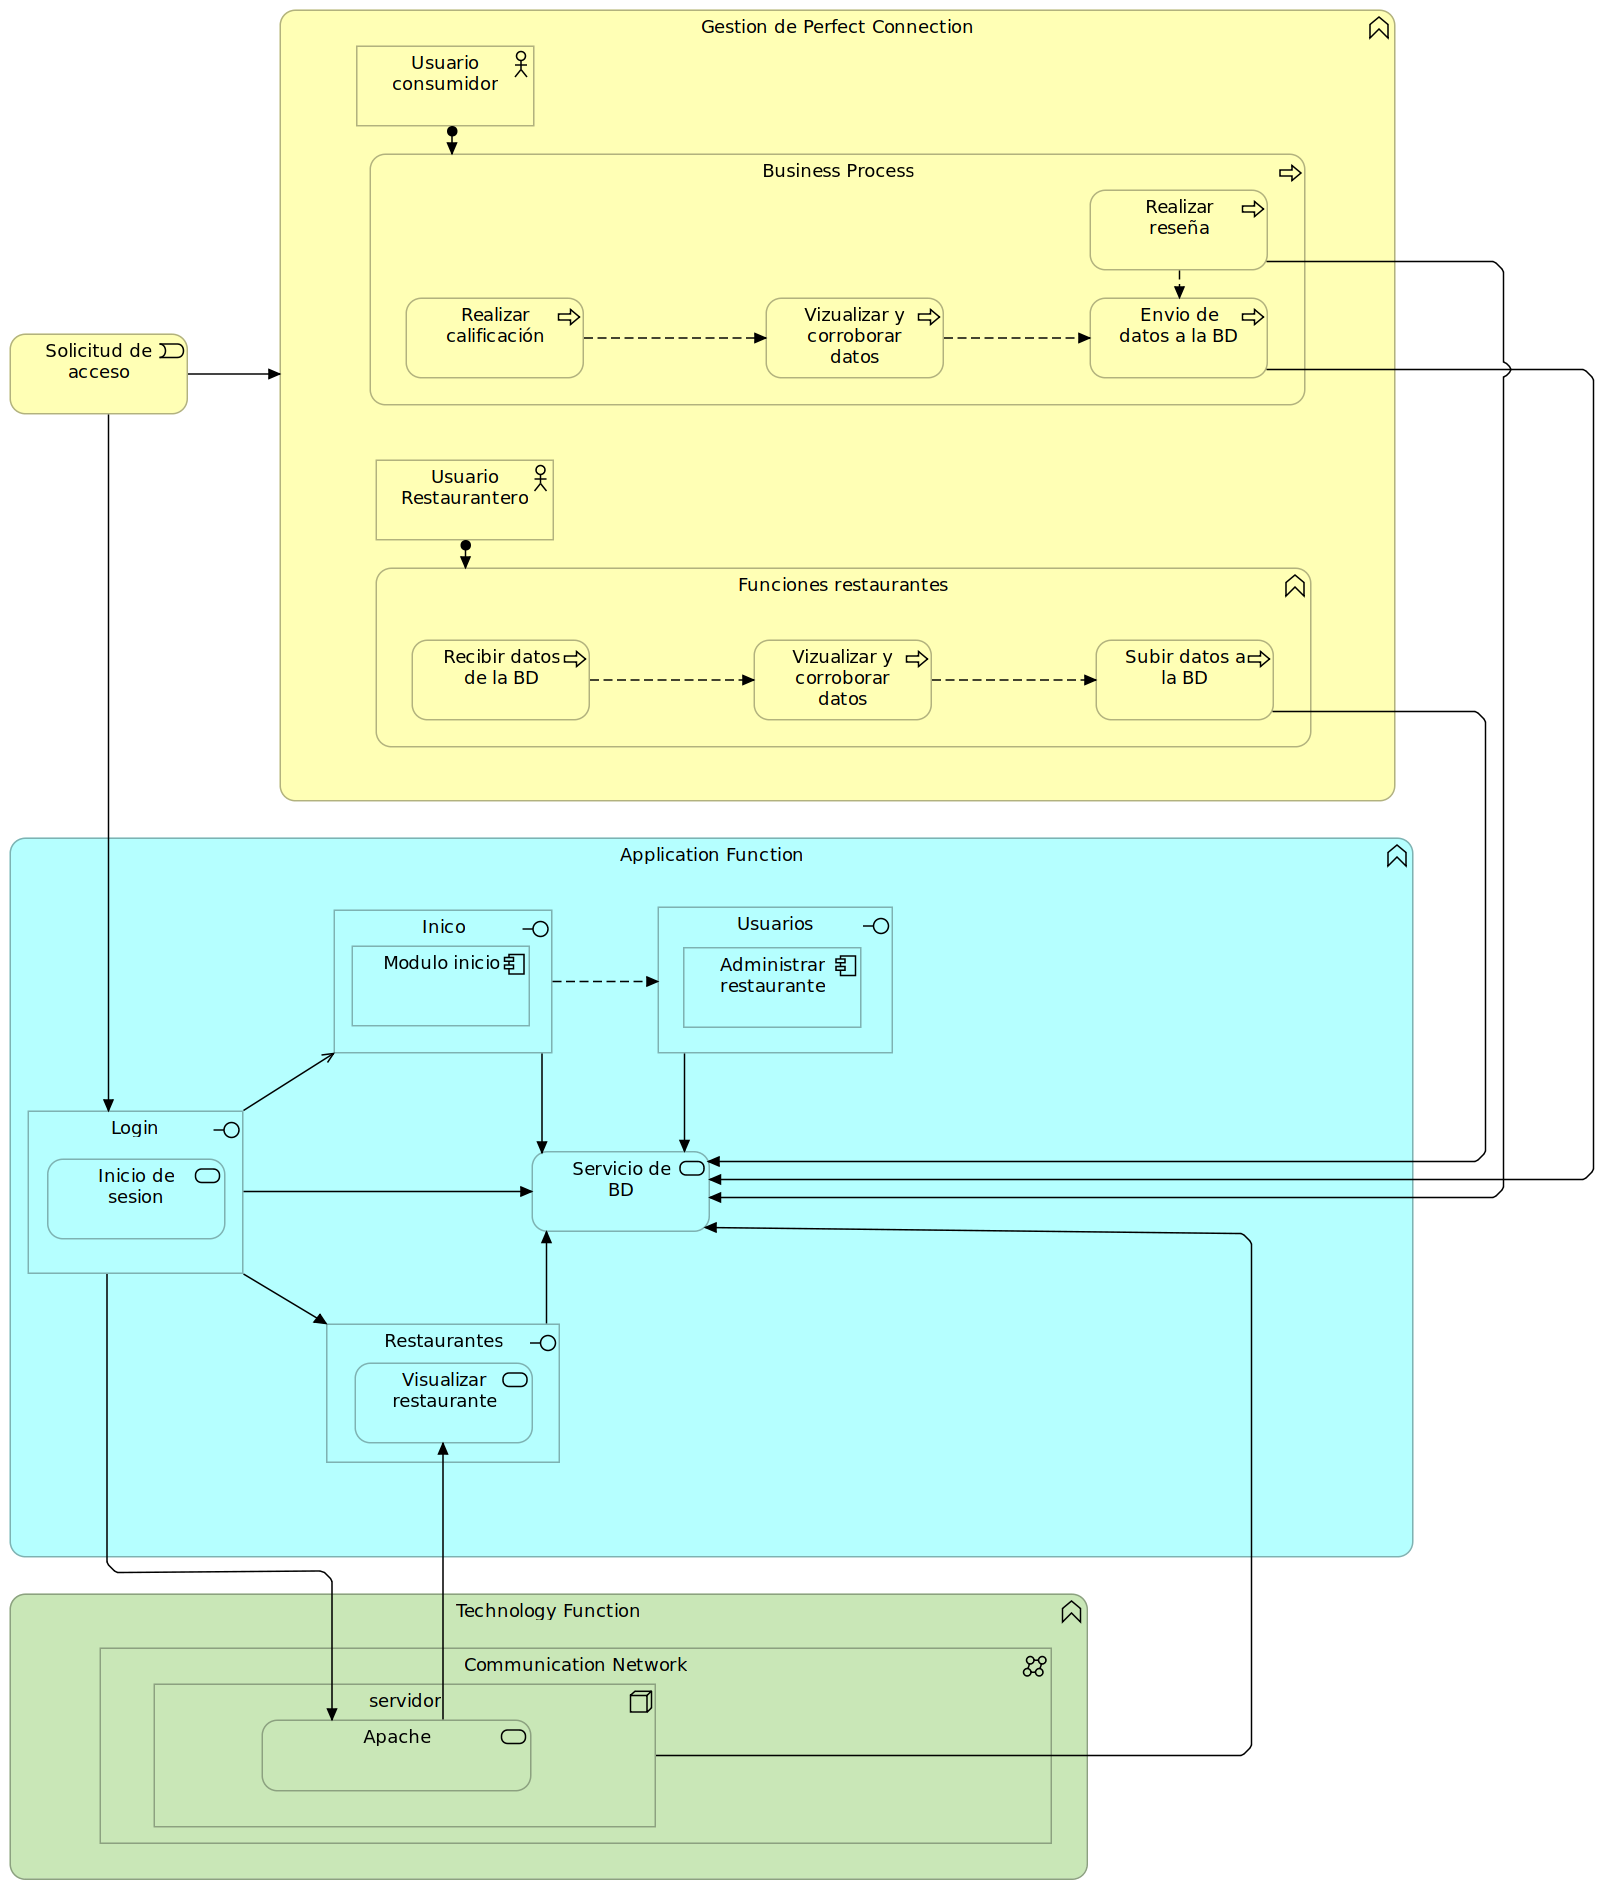 Gestion de Perfect Connection
Usuario
consumidor
Business Process
Realizar
reseña
Realizar
calificación
Vizualizar y
corroborar
datos
Envio de
datos a la BD
Solicitud de
acceso
Usuario
Restaurantero
Funciones restaurantes
Recibir datos
de la BD
Vizualizar y
corroborar
datos
Subir datos a
la BD
Application Function
Inico
Modulo inicio
Usuarios
Administrar
restaurante
Login
Inicio de
sesion
Servicio de
BD
Restaurantes
Visualizar
restaurante
Technology Function
Communication Network
servidor
Apache